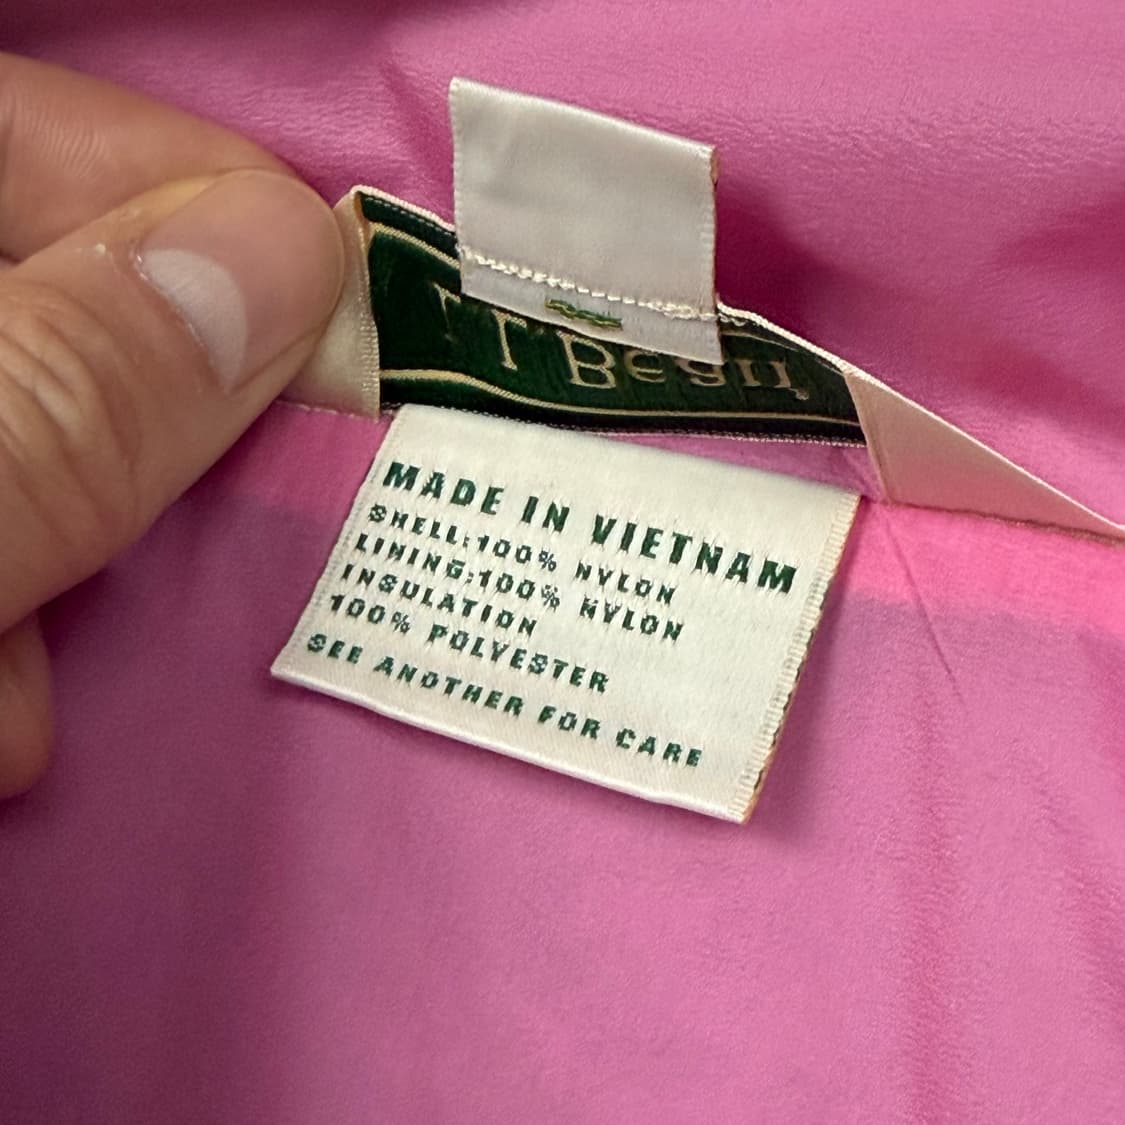 Bean
MADE IN VIETNAM
SHELL:100% NYLON
LINING:100% NYLON
INSULATION
100% POLYESTER
SEE ANOTHER FOR CARE